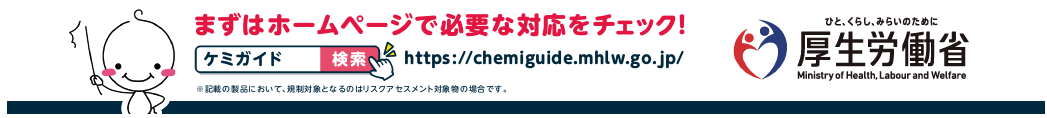 まずはホームページで必要な対応をチェック!
ケミガイド 検索 https://chemiguide.mhlw.go.jp/
※記載の製品において、規制対象となるのはリスクアセスメント対象物の場合です。
ひと、くらし、みらいのために
厚生労働省
Ministry of Health, Labour and Welfare